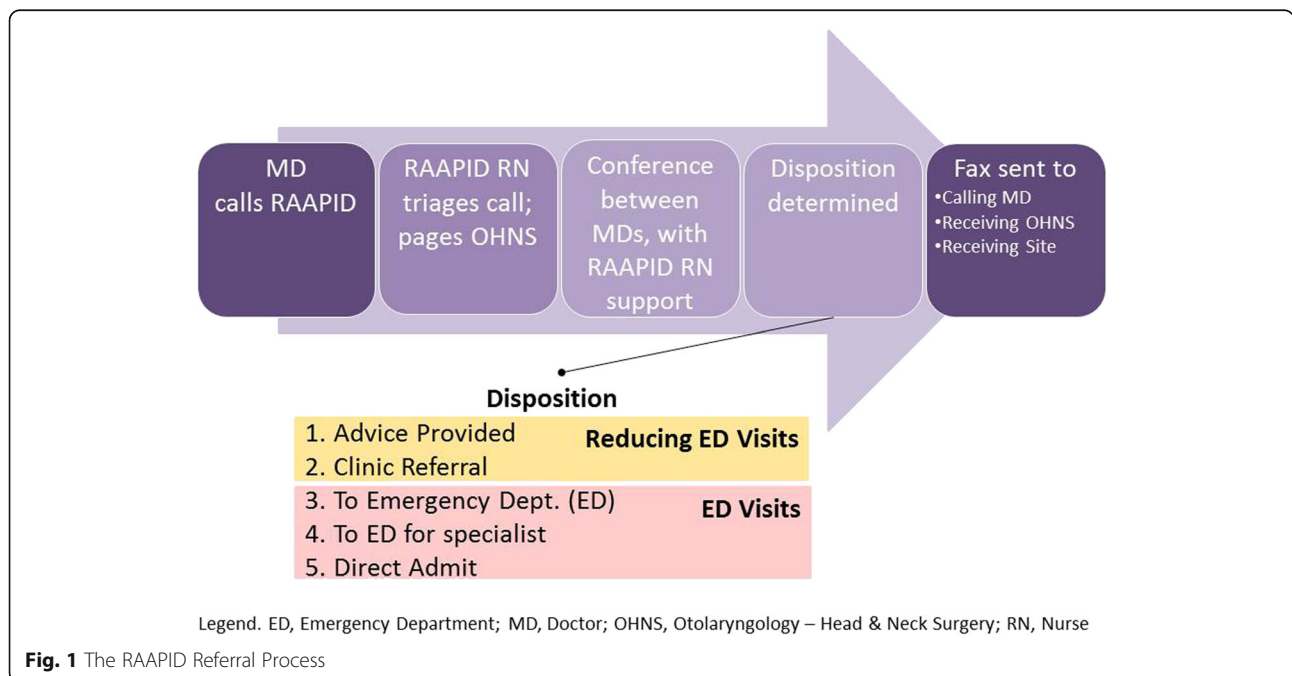 MD
calls RAAPID
RAAPID RN
triages call;
pages OHNS
Conference
between
MDs, with
RAAPID RN
support
Disposition
determined
Fax sent to
•Calling MD
•Receiving OHNS
•Receiving Site
Disposition
1. Advice Provided
Reducing ED Visits
2. Clinic Referral
3. To Emergency Dept. (ED)
ED Visits
4. To ED for specialist
5. Direct Admit
Legend. ED, Emergency Department; MD, Doctor; OHNS, Otolaryngology – Head & Neck Surgery; RN, Nurse
Fig. 1 The RAAPID Referral Process